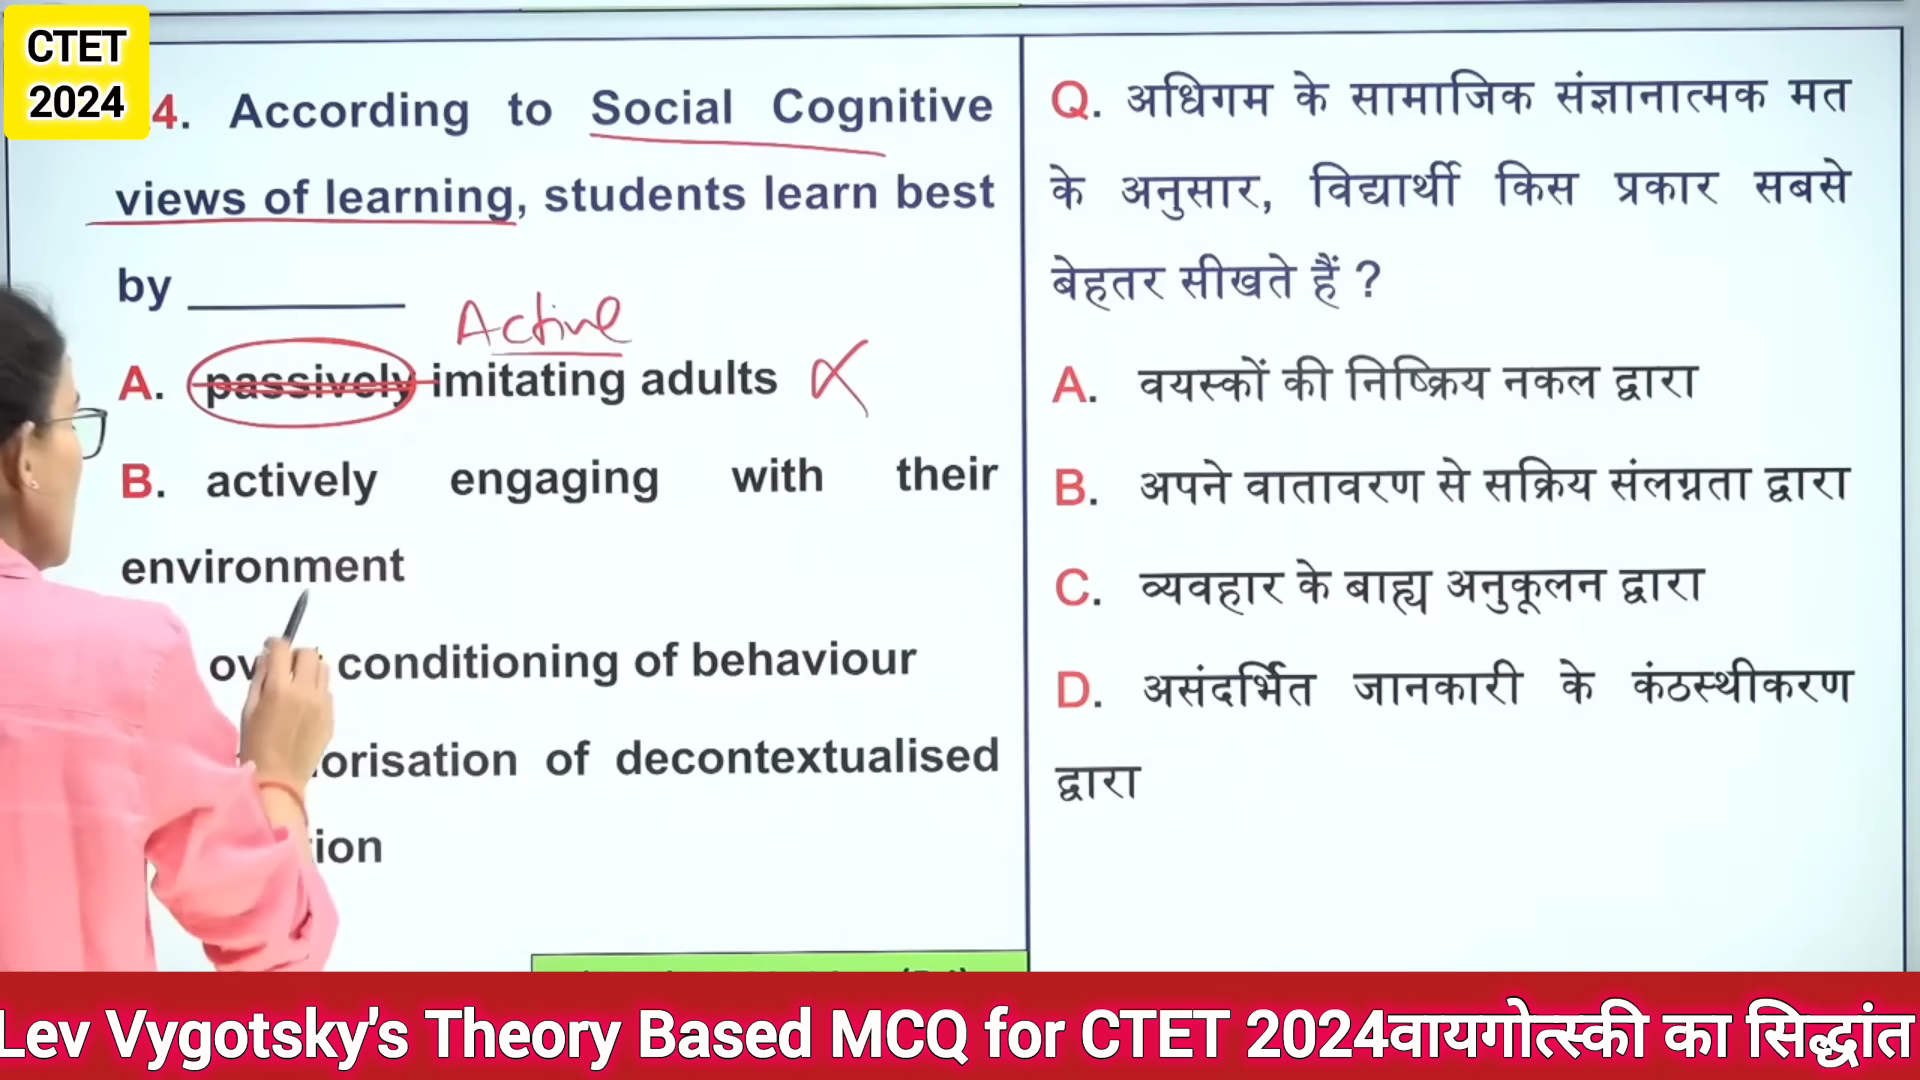 CTET
2024
4. According to Social Cognitive
views of learning, students learn best
by ____________
Active
A. passively imitating adults
B. actively engaging with their
environment
conditioning of behaviour
of decontextualised
Q. अधिगम के सामाजिक संज्ञानात्मक मत
के अनुसार, विद्यार्थी किस प्रकार सबसे
बेहतर सीखते हैं ?
A. वयस्कों की निष्क्रिय नकल द्वारा
B. अपने वातावरण से सक्रिय संलग्नता द्वारा
C. व्यवहार के बाह्य अनुकूलन द्वारा
D. असंदर्भित जानकारी के कंठस्थीकरण
द्वारा
Lev Vygotsky's Theory Based MCQ for CTET 2024वायगोत्स्की का सिद्धांत